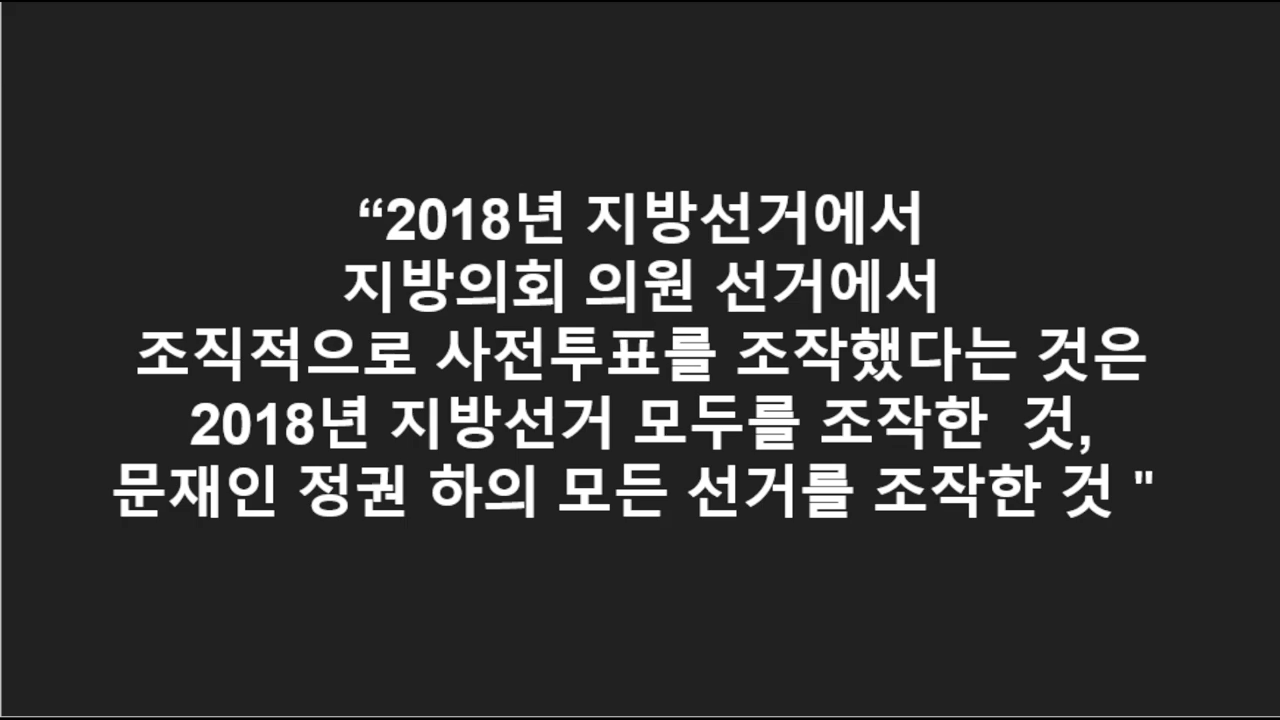 “2018년 지방선거에서
지방의회 의원 선거에서
조직적으로 사전투표를 조작했다는 것은
2018년 지방선거 모두를 조작한  것,
문재인 정권 하의 모든 선거를 조작한 것 "